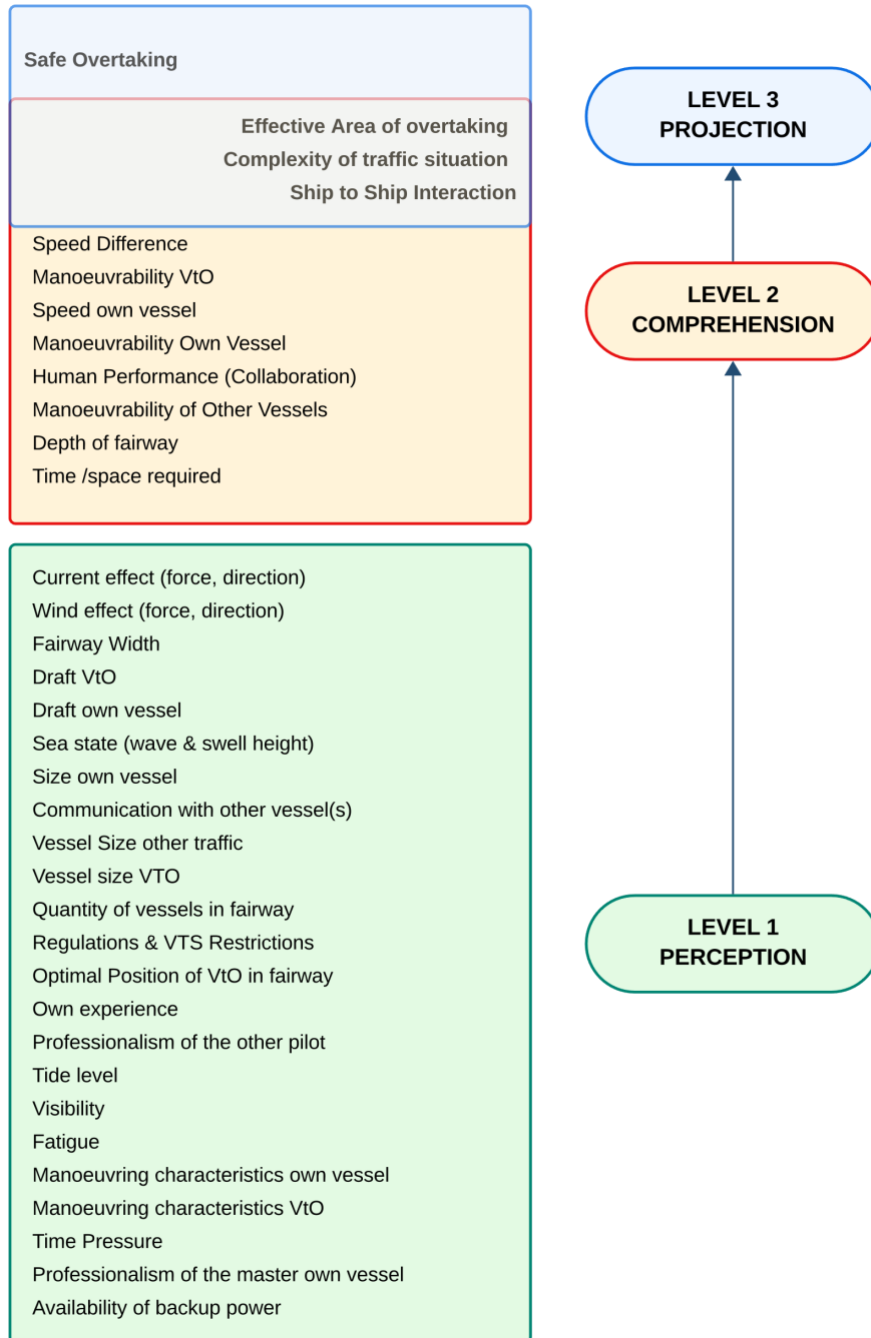 Safe Overtaking
Effective Area of overtaking
Complexity of traffic situation
Ship to Ship Interaction
Speed Difference
Manoeuvrability VtO
Speed own vessel
Manoeuvrability Own Vessel
Human Performance (Collaboration)
Manoeuvrability of Other Vessels
Depth of fairway
Time /space required
Current effect (force, direction)
Wind effect (force, direction)
Fairway Width
Draft VtO
Draft own vessel
Sea state (wave & swell height)
Size own vessel
Communication with other vessel(s)
Vessel Size other traffic
Vessel size VTO
Quantity of vessels in fairway
Regulations & VTS Restrictions
Optimal Position of VtO in fairway
Own experience
Professionalism of the other pilot
Tide level
Visibility
Fatigue
Manoeuvring characteristics own vessel
Manoeuvring characteristics VtO
Time Pressure
Professionalism of the master own vessel
Availability of backup power
LEVEL 3
PROJECTION
LEVEL 2
COMPREHENSION
LEVEL 1
PERCEPTION